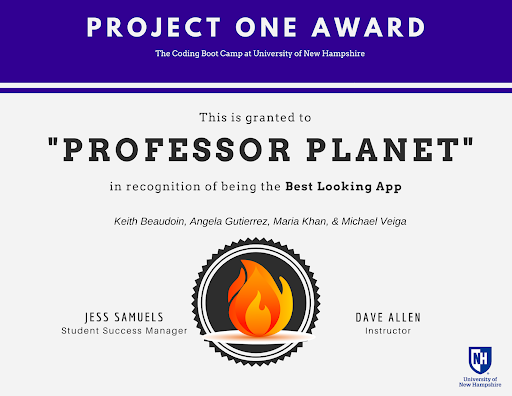 PROJECT ONE AWARD
The Coding Boot Camp at University of New Hampshire
This is granted to
"PROFESSOR PLANET"
in recognition of being the Best Looking App
Keith Beaudoin, Angela Gutierrez, Maria Khan, & Michael Veiga
JESS SAMUELS
Student Success Manager
DAVE ALLEN
Instructor
NH
University of
New Hampshire